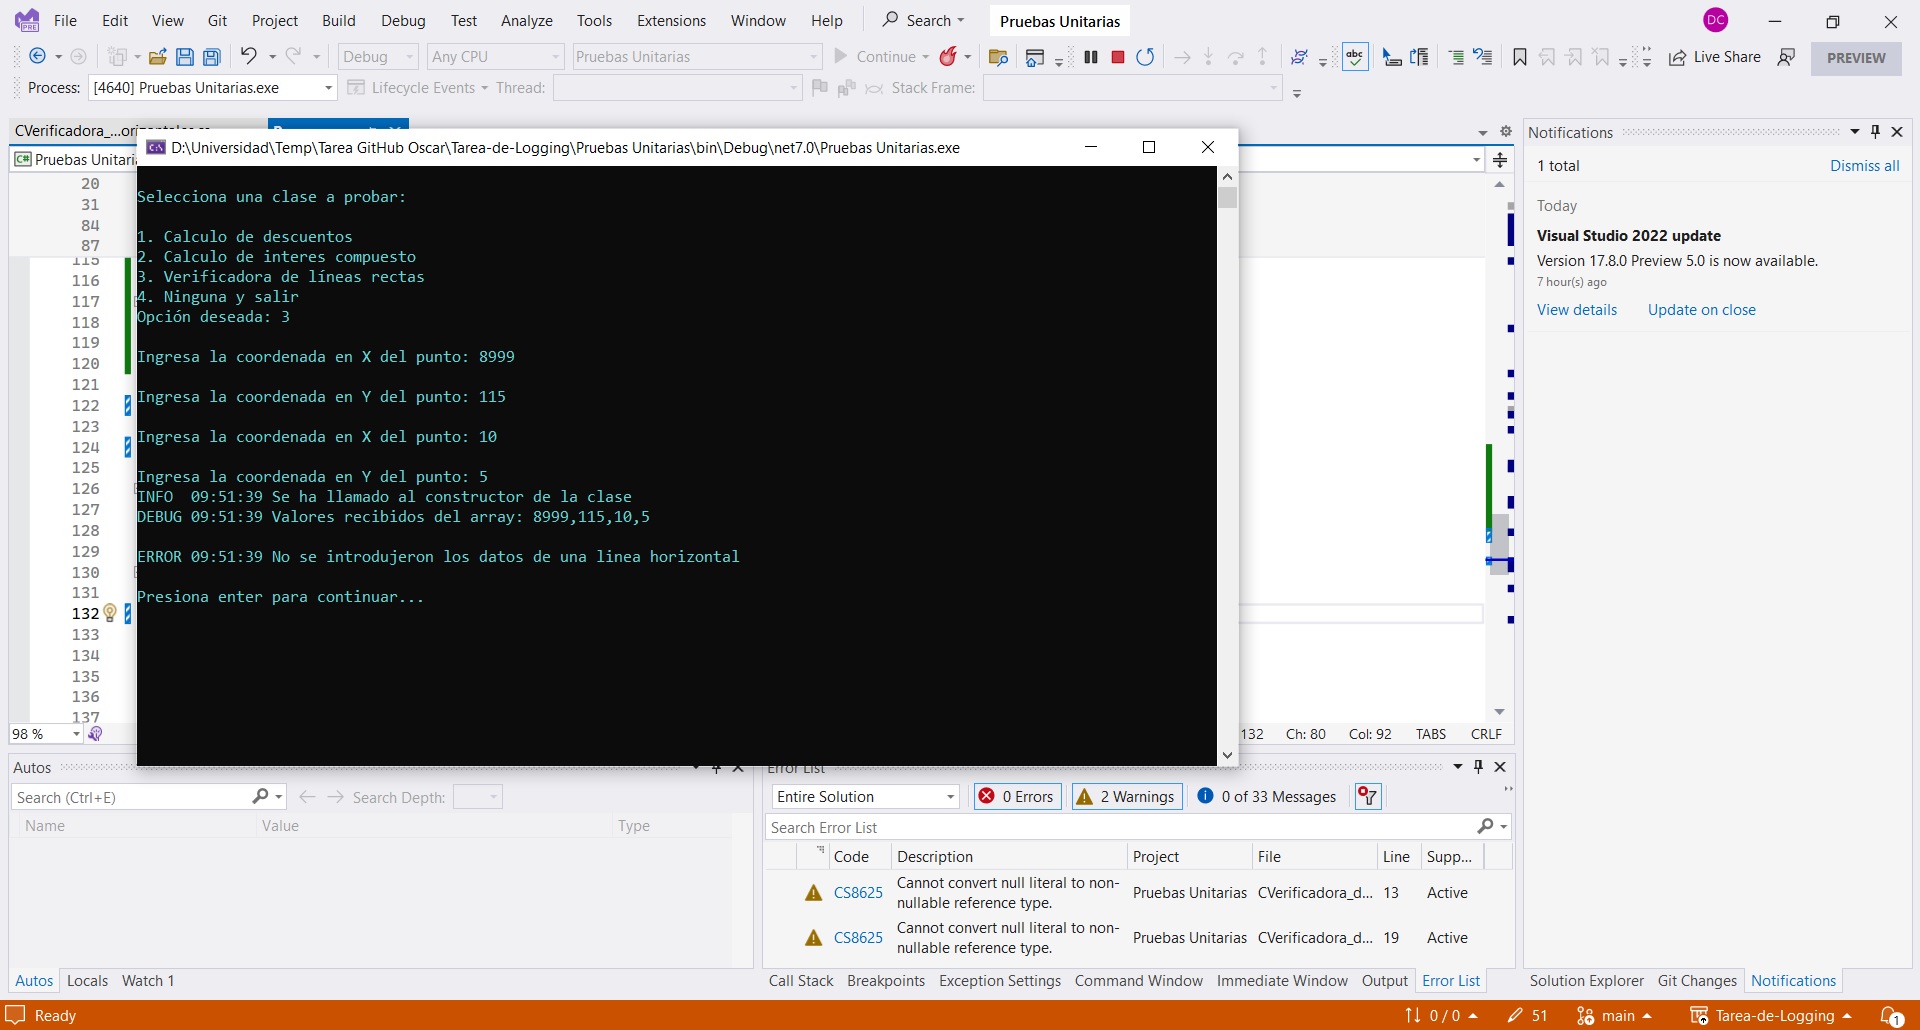 File Edit View Git Project Build Debug Test Analyze Tools Extensions Window Help Search Pruebas Unitarias DC
Debug Any CPU Pruebas Unitarias Continue abc Live Share PREVIEW
Process: [4640] Pruebas Unitarias.exe Lifecycle Events Thread: Stack Frame:
CVerificadora_...
C# Pruebas Unitari
20
31
84
87
115
116
117
118
119
120
121
122
123
124
125
126
127
128
129
130
131
132
133
134
135
136
137
D:\Universidad\Temp\Tarea GitHub Oscar\Tarea-de-Logging\Pruebas Unitarias\bin\Debug\net7.0\Pruebas Unitarias.exe
Selecciona una clase a probar:
1. Calculo de descuentos
2. Calculo de interes compuesto
3. Verificadora de líneas rectas
4. Ninguna y salir
Opción deseada: 3
Ingresa la coordenada en X del punto: 8999
Ingresa la coordenada en Y del punto: 115
Ingresa la coordenada en X del punto: 10
Ingresa la coordenada en Y del punto: 5
INFO  09:51:39 Se ha llamado al constructor de la clase
DEBUG 09:51:39 Valores recibidos del array: 8999,115,10,5
ERROR 09:51:39 No se introdujeron los datos de una linea horizontal
Presiona enter para continuar...
98 % 132 Ch: 80 Col: 92 TABS CRLF
Notifications
1 total Dismiss all
Today
Visual Studio 2022 update
Version 17.8.0 Preview 5.0 is now available.
7 hour(s) ago
View details Update on close
Autos
Search (Ctrl+E) Search Depth:
Name Value Type
Autos Locals Watch 1
Error List
Entire Solution 0 Errors 2 Warnings 0 of 33 Messages
Search Error List
Code Description Project File Line Supp...
CS8625 Cannot convert null literal to non-nullable reference type. Pruebas Unitarias CVerificadora_d... 13 Active
CS8625 Cannot convert null literal to non-nullable reference type. Pruebas Unitarias CVerificadora_d... 19 Active
Call Stack Breakpoints Exception Settings Command Window Immediate Window Output Error List
Solution Explorer Git Changes Notifications
Ready 0 / 0 51 main Tarea-de-Logging 1